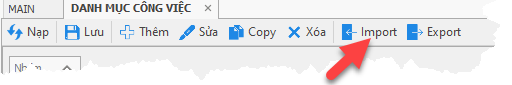 MAIN DANH MỤC CÔNG VIỆC
Nạp Lưu Thêm Sửa Copy Xóa Import Export